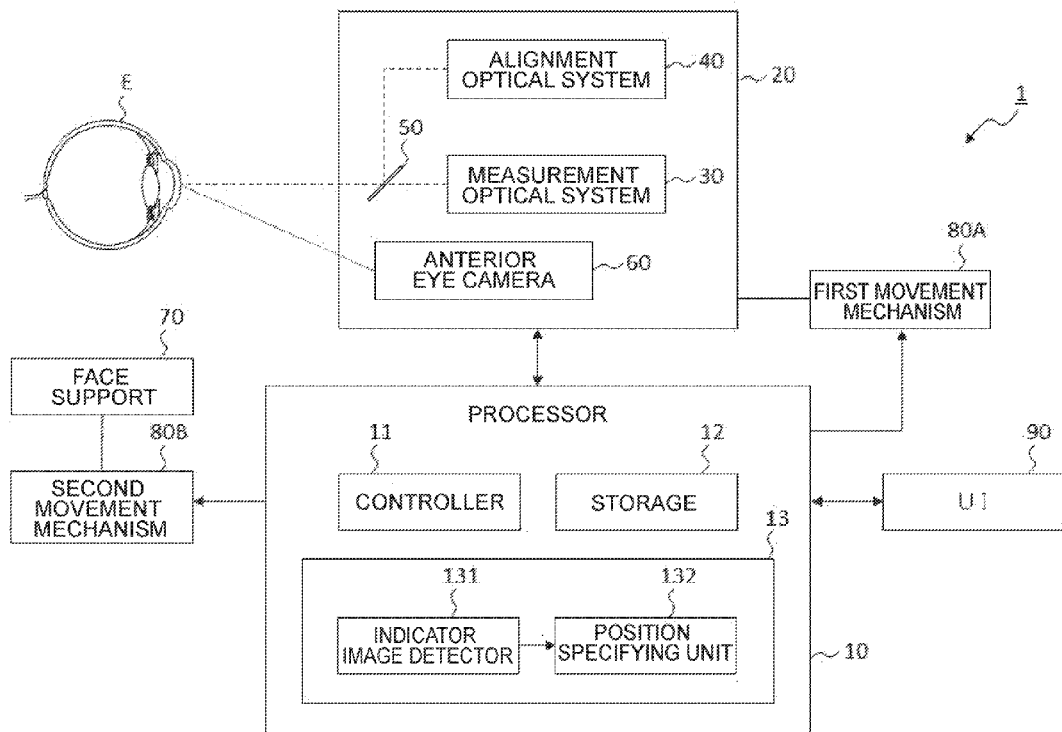 ALIGNMENT
OPTICAL SYSTEM
40
20
1
E
50
MEASUREMENT
OPTICAL SYSTEM
30
ANTERIOR
EYE CAMERA
60
80A
FIRST MOVEMENT
MECHANISM
70
FACE
SUPPORT
80B
SECOND
MOVEMENT
MECHANISM
PROCESSOR
11
CONTROLLER
12
STORAGE
90
UI
13
131
INDICATOR
IMAGE DETECTOR
132
POSITION
SPECIFYING UNIT
10